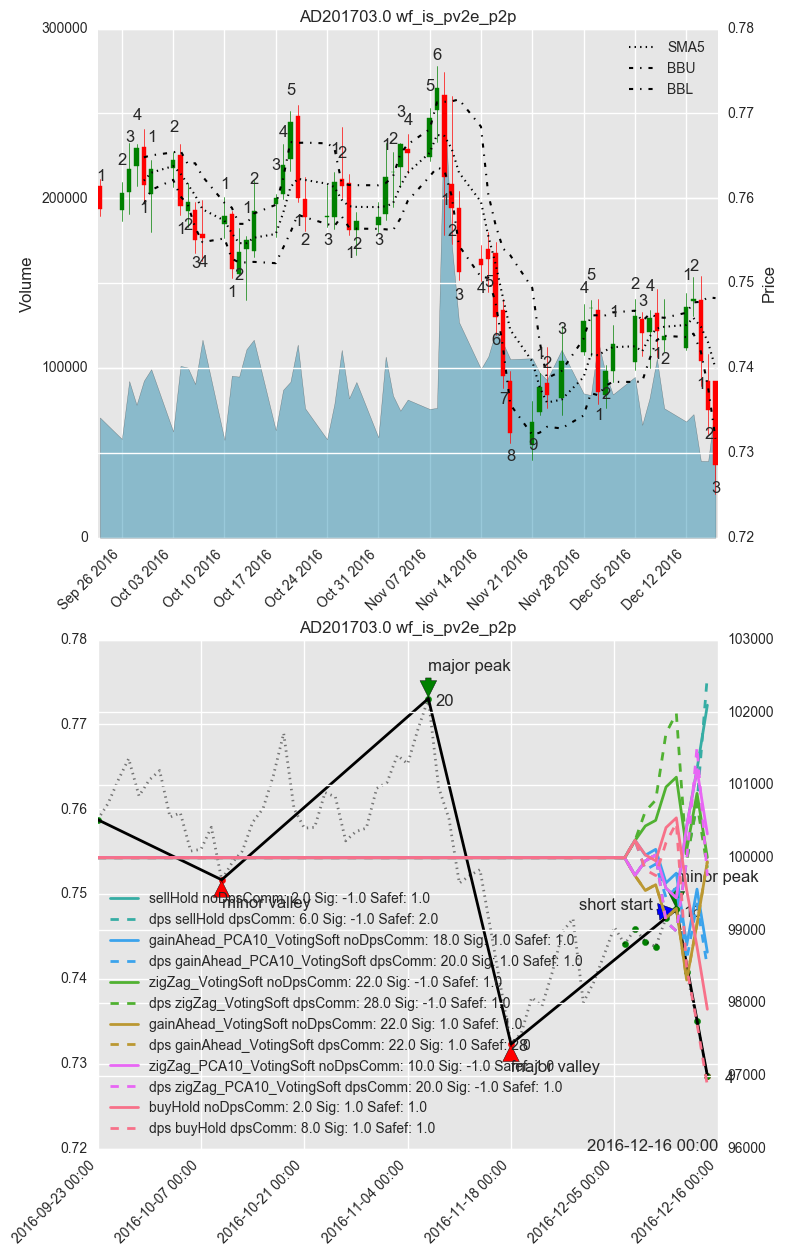 AD201703.0 wf_is_pv2e_p2p
300000
200000
100000
0
Volume
0.78
0.77
0.76
0.75
0.74
0.73
0.72
Price
SMA5
BBU
BBL
Sep 26 2016
Oct 03 2016
Oct 10 2016
Oct 17 2016
Oct 24 2016
Oct 31 2016
Nov 07 2016
Nov 14 2016
Nov 21 2016
Nov 28 2016
Dec 05 2016
Dec 12 2016
AD201703.0 wf_is_pv2e_p2p
0.78
0.77
0.76
0.75
0.74
0.73
0.72
103000
102000
101000
100000
99000
98000
97000
96000
major peak
20
minor valley
minor peak
short start
major valley
4
sellHold noDpsComm: 2.0 Sig: -1.0 Safef: 1.0
dps sellHold dpsComm: 6.0 Sig: -1.0 Safef: 2.0
gainAhead_PCA10_VotingSoft noDpsComm: 18.0 Sig: 1.0 Safef: 1.0
dps gainAhead_PCA10_VotingSoft dpsComm: 20.0 Sig: 1.0 Safef: 1.0
zigZag_VotingSoft noDpsComm: 22.0 Sig: -1.0 Safef: 1.0
dps zigZag_VotingSoft dpsComm: 28.0 Sig: -1.0 Safef: 1.0
gainAhead_VotingSoft noDpsComm: 22.0 Sig: 1.0 Safef: 1.0
dps gainAhead_VotingSoft dpsComm: 22.0 Sig: 1.0 Safef: 1.0
zigZag_PCA10_VotingSoft noDpsComm: 10.0 Sig: -1.0 Safef: 1.0
dps zigZag_PCA10_VotingSoft dpsComm: 20.0 Sig: -1.0 Safef: 1.0
buyHold noDpsComm: 2.0 Sig: 1.0 Safef: 1.0
dps buyHold dpsComm: 8.0 Sig: 1.0 Safef: 1.0
2016-12-16 00:00
2016-09-23 00:00
2016-10-07 00:00
2016-10-21 00:00
2016-11-04 00:00
2016-11-18 00:00
2016-12-05 00:00
2016-12-16 00:00